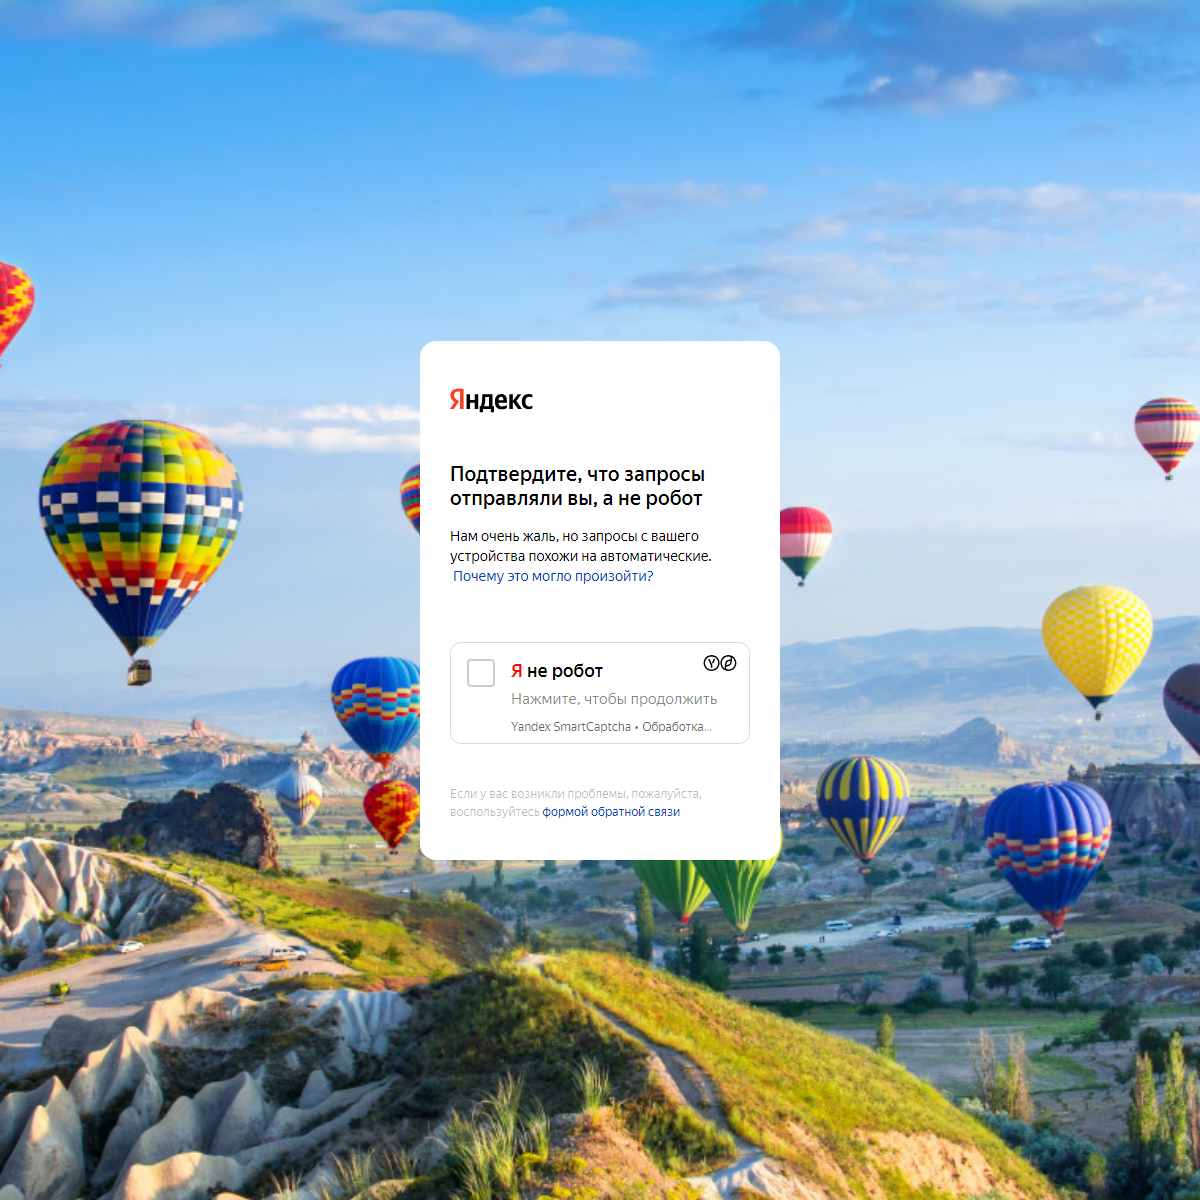 Яндекс
Подтвердите, что запросы
отправляли вы, а не робот
Нам очень жаль, но запросы с вашего
устройства похожи на автоматические.
Почему это могло произойти?
Я не робот
Нажмите, чтобы продолжить
Yandex SmartCaptcha • Обработка...
Если у вас возникли проблемы, пожалуйста,
воспользуйтесь формой обратной связи